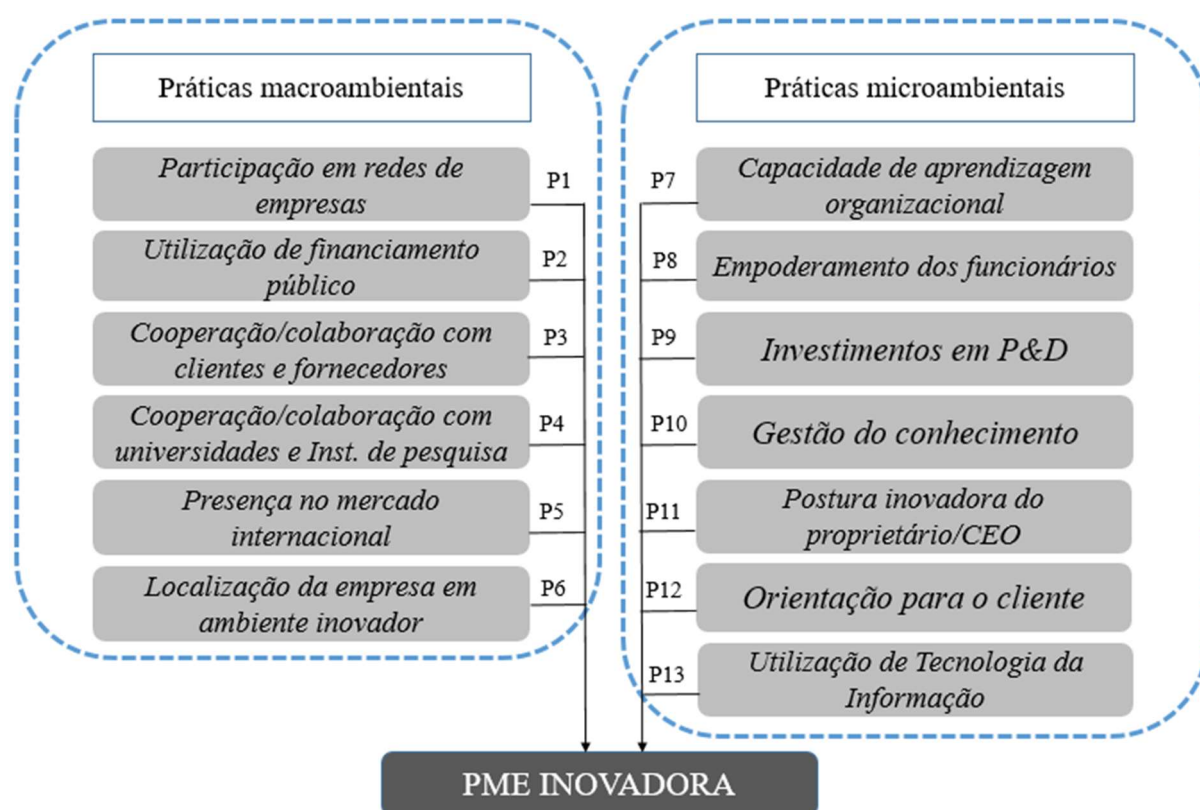 Práticas macroambientais
Participação em redes de
empresas
P1
Utilização de financiamento
público
P2
Cooperação/colaboração com
clientes e fornecedores
P3
Cooperação/colaboração com
universidades e Inst. de pesquisa
P4
Presença no mercado
internacional
P5
Localização da empresa em
ambiente inovador
P6
Práticas microambientais
P7
Capacidade de aprendizagem
organizacional
P8
Empoderamento dos funcionários
P9
Investimentos em P&D
P10
Gestão do conhecimento
P11
Postura inovadora do
proprietário/CEO
P12
Orientação para o cliente
P13
Utilização de Tecnologia da
Informação
PME INOVADORA